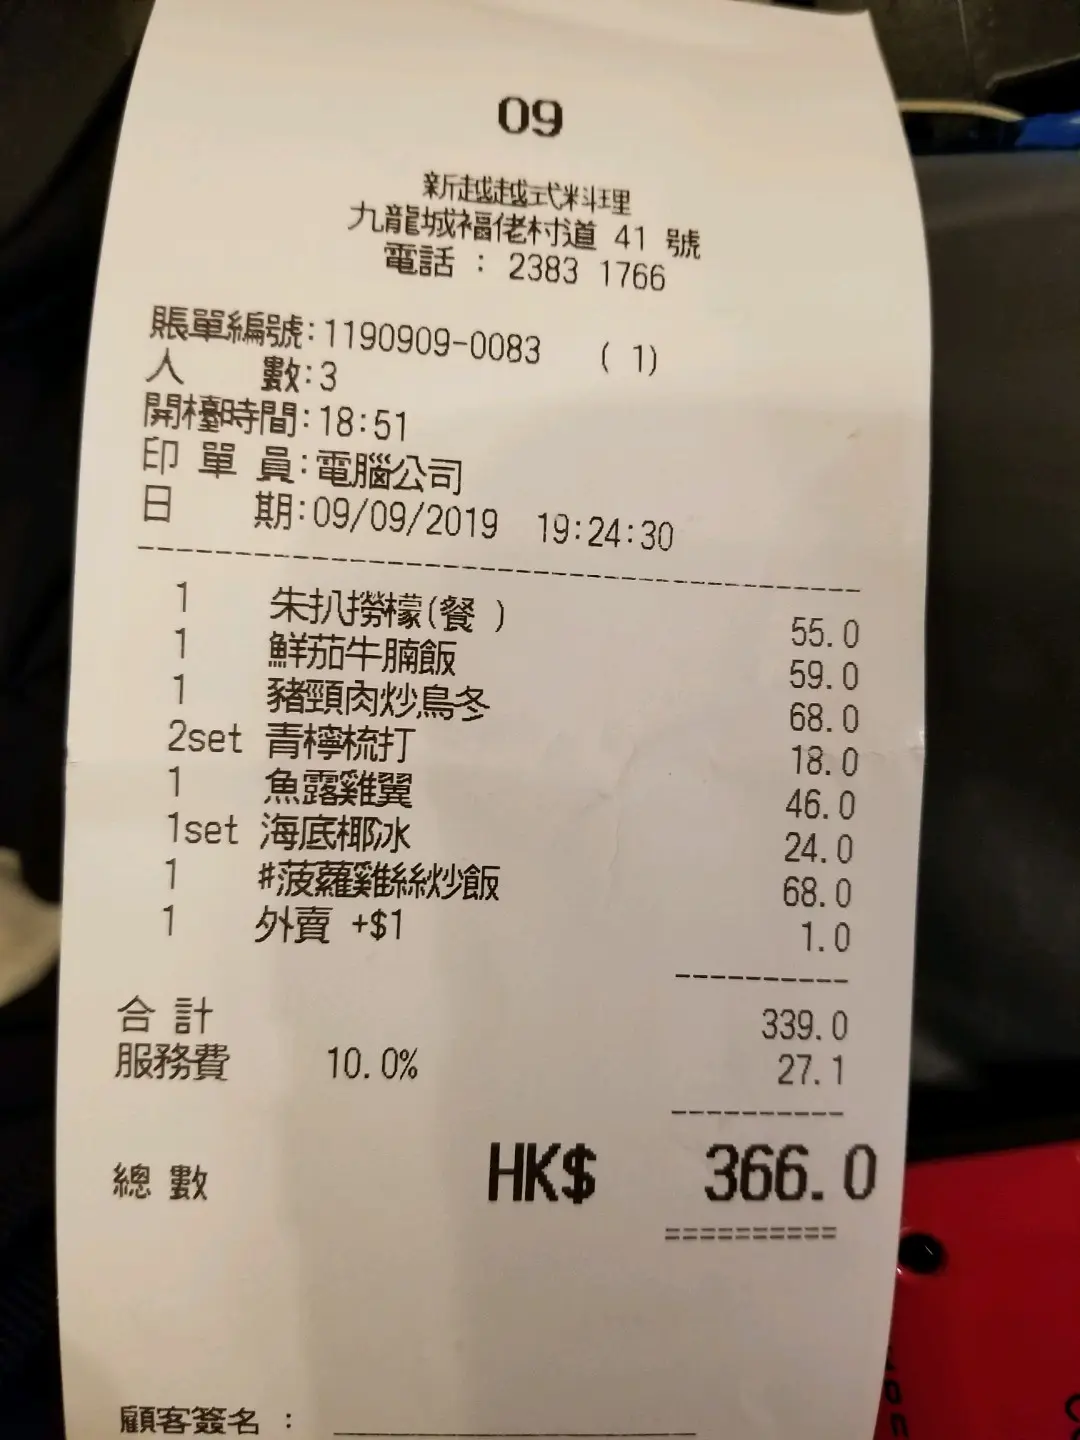 09
新越越式料理
九龍城福佬村道 41 號
電話 : 2383 1766
賬單編號:1190909-0083 ( 1)
人 數:3
開檯時間:18:51
印 單 員:電腦公司
日 期:09/09/2019 19:24:30
1 朱扒撈檬(餐 ) 55.0
1 鮮茄牛腩飯 59.0
1 豬頸肉炒鳥冬 68.0
2set 青檸梳打 18.0
1 魚露雞翼 46.0
1set 海底椰冰 24.0
1 #菠蘿雞絲炒飯 68.0
1 外賣 +$1 1.0
合 計 339.0
服務費 10.0% 27.1
總 數 HK$ 366.0
顧客簽名 :